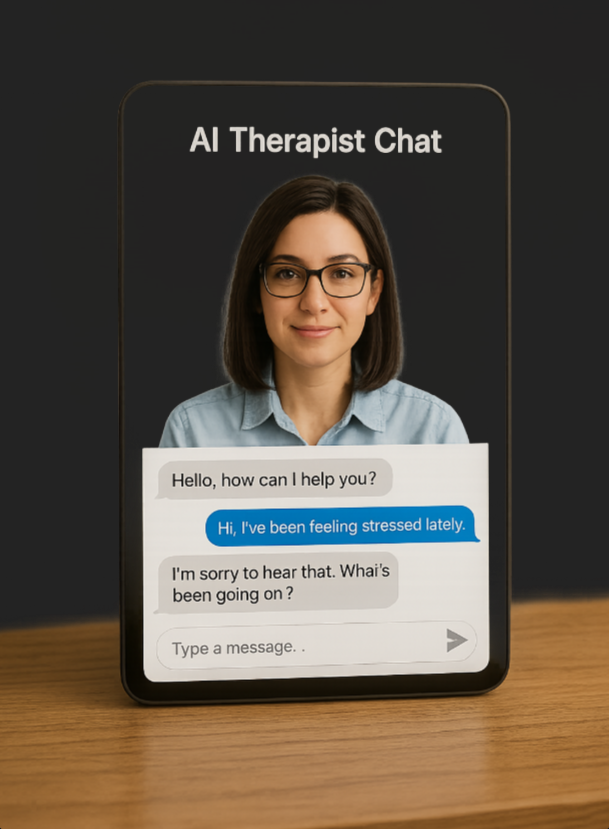 AI Therapist Chat
Hello, how can I help you?
Hi, I've been feeling stressed lately.
I'm sorry to hear that. Whai's
been going on ?
Type a message. .